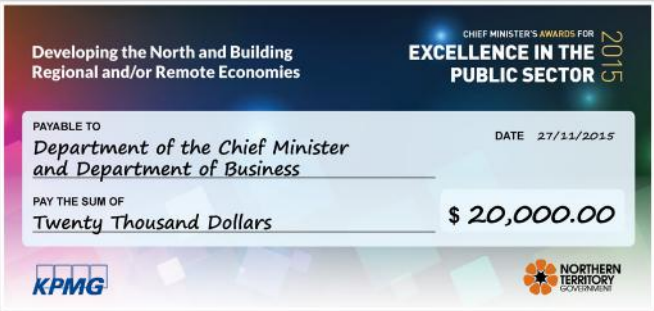 Developing the North and Building
Regional and/or Remote Economies
CHIEF MINISTER'S AWARDS FOR
EXCELLENCE IN THE
PUBLIC SECTOR
2015
PAYABLE TO
Department of the Chief Minister
and Department of Business
DATE 27/11/2015
PAY THE SUM OF
Twenty Thousand Dollars
$ 20,000.00
KPMG
NORTHERN
TERRITORY
GOVERNMENT